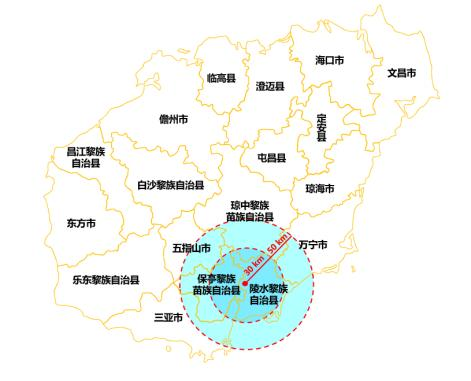 海口市
文昌市
临高县
澄迈县
儋州市
定安县
昌江黎族
自治县
屯昌县
白沙黎族自治县
琼海市
琼中黎族
苗族自治县
东方市
五指山市
万宁市
50 km
30 km
乐东黎族自治县
保亭黎族
苗族自治县
陵水黎族
自治县
三亚市